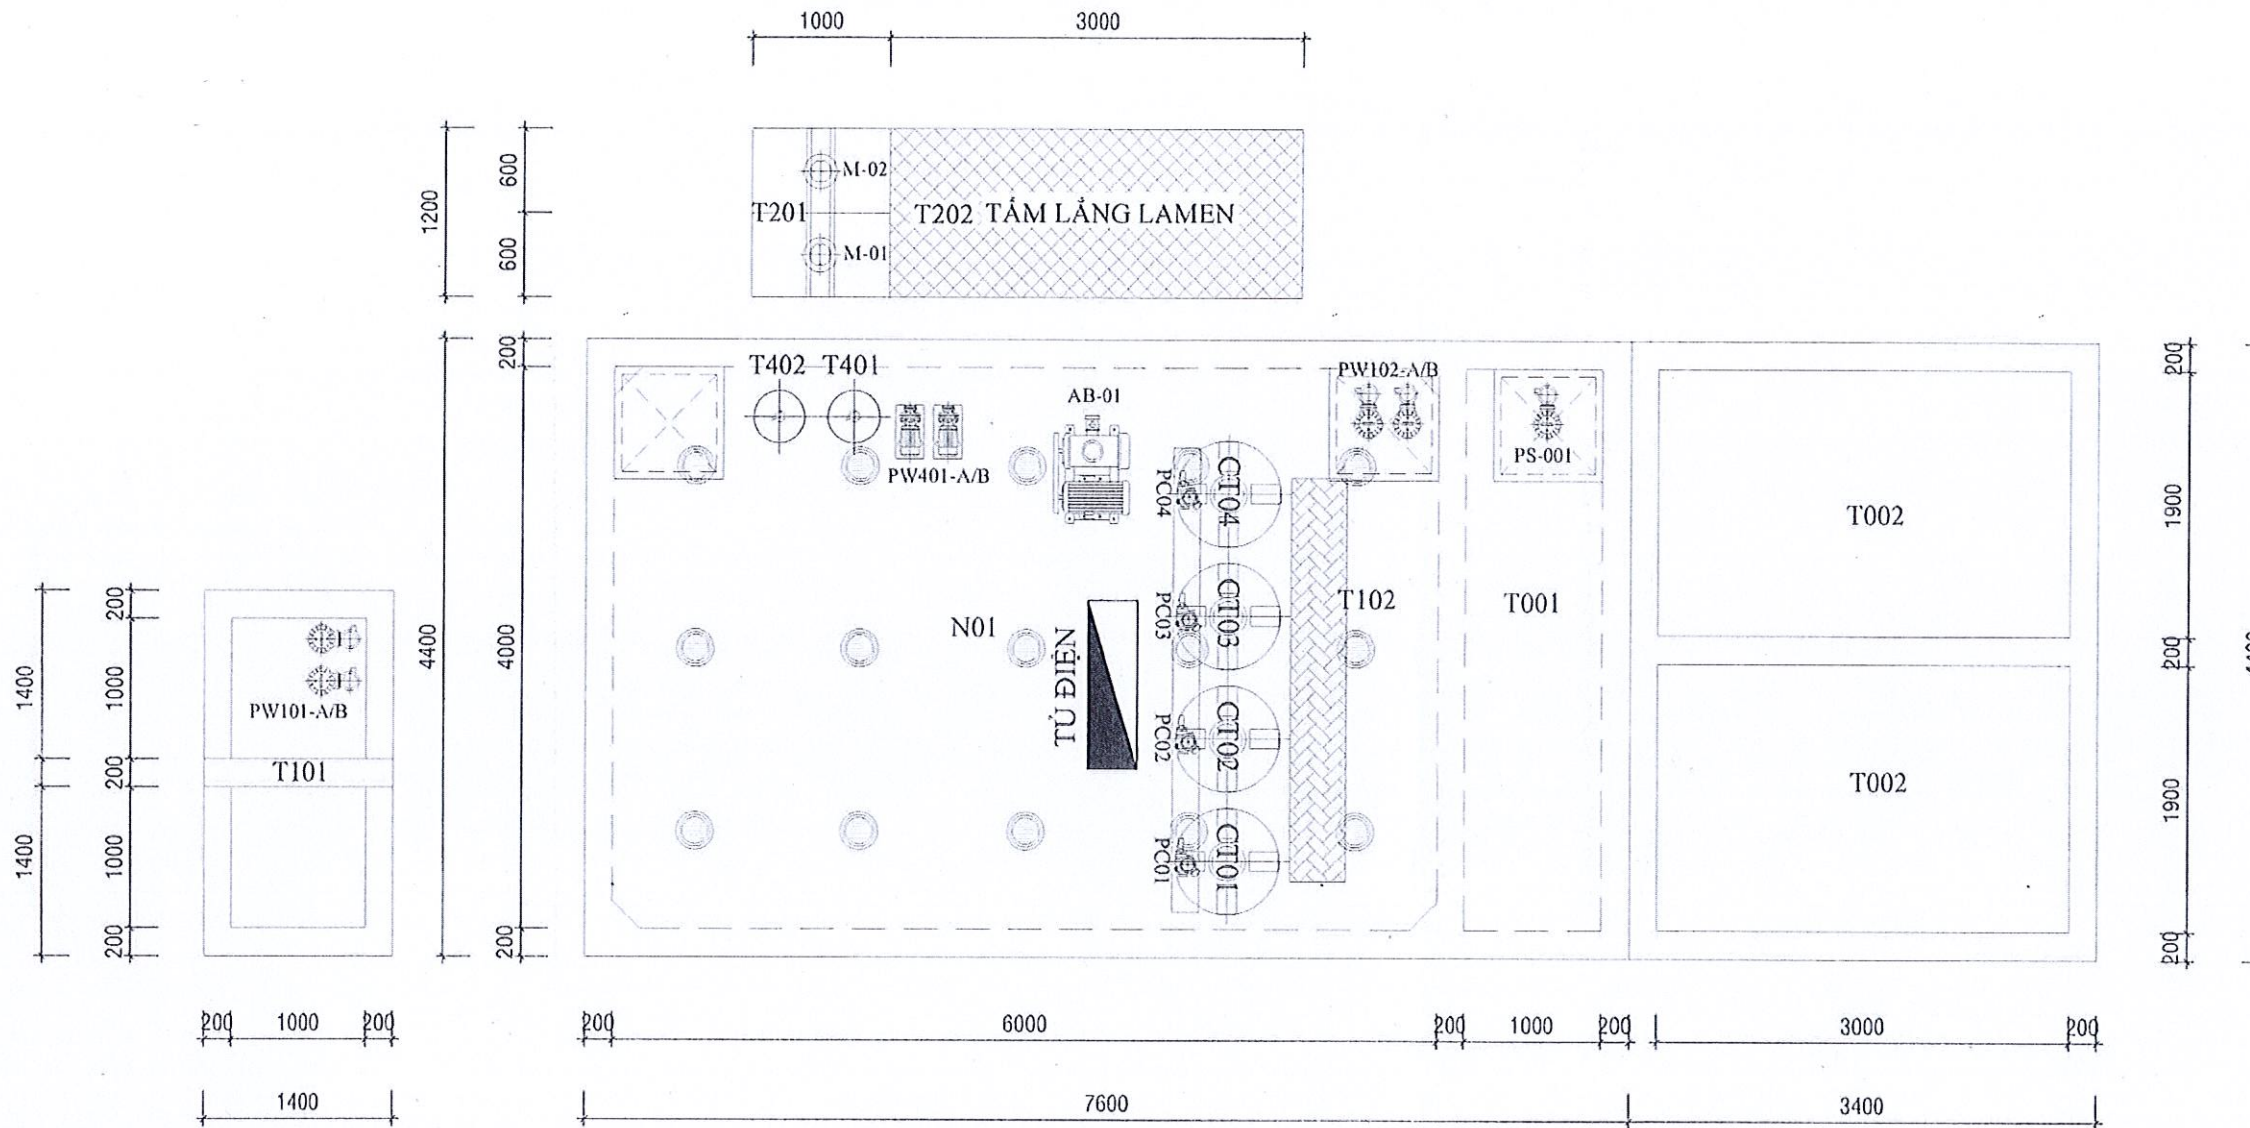 1000
3000
1200
600
600
M-02
T201
T202 TẤM LẮNG LAMEN
M-01
4400
200
4000
200
T402
T401
PW401-A/B
AB-01
PW102-A/B
PS-001
PC04
CT04
PC03
CT03
PC02
CT02
PC01
CT01
N01
TỦ ĐIỆN
T102
T001
T002
T002
200
1900
200
1900
200
1400
1400
200
1000
200
1000
200
PW101-A/B
T101
200
1000
200
1400
200
6000
200
1000
200
3000
200
7600
3400